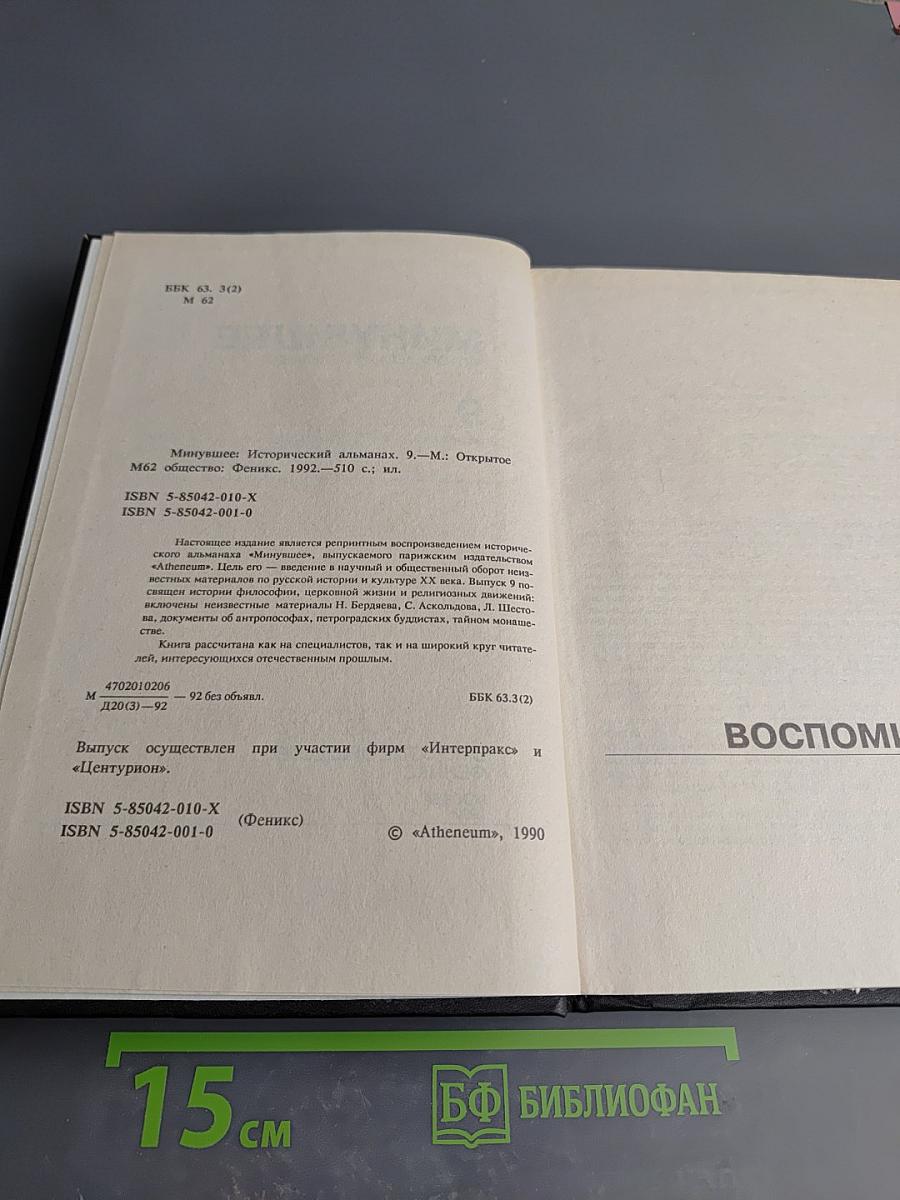 ББК 63. 3(2)
М 62
Минувшее: Исторический альманах. 9.—М.: Открытое
М62 общество: Феникс. 1992.—510 с.; ил.
ISBN 5-85042-010-X
ISBN 5-85042-001-0
Настоящее издание является репринтным воспроизведением историче-
ского альманаха «Минувшее», выпускаемого парижским издательством
«Atheneum». Цель его — введение в научный и общественный оборот неиз-
вестных материалов по русской истории и культуре XX века. Выпуск 9 по-
священ истории философии, церковной жизни и религиозных движений:
включены неизвестные материалы Н. Бердяева, С. Аскольдова, Л. Шесто-
ва, документы об антропософах, петроградских буддистах, тайном монаше-
стве.
Книга рассчитана как на специалистов, так и на широкий круг читате-
лей, интересующихся отечественным прошлым.
М 4702010206 — 92 без объявл. ББК 63.3(2)
Д20(3)—92
Выпуск осуществлен при участии фирм «Интерпракс» и
«Центурион».
ISBN 5-85042-010-X
ISBN 5-85042-001-0 (Феникс)
© «Atheneum», 1990
ВОСПОМИ
15 см
БФ БИБЛИОФАН